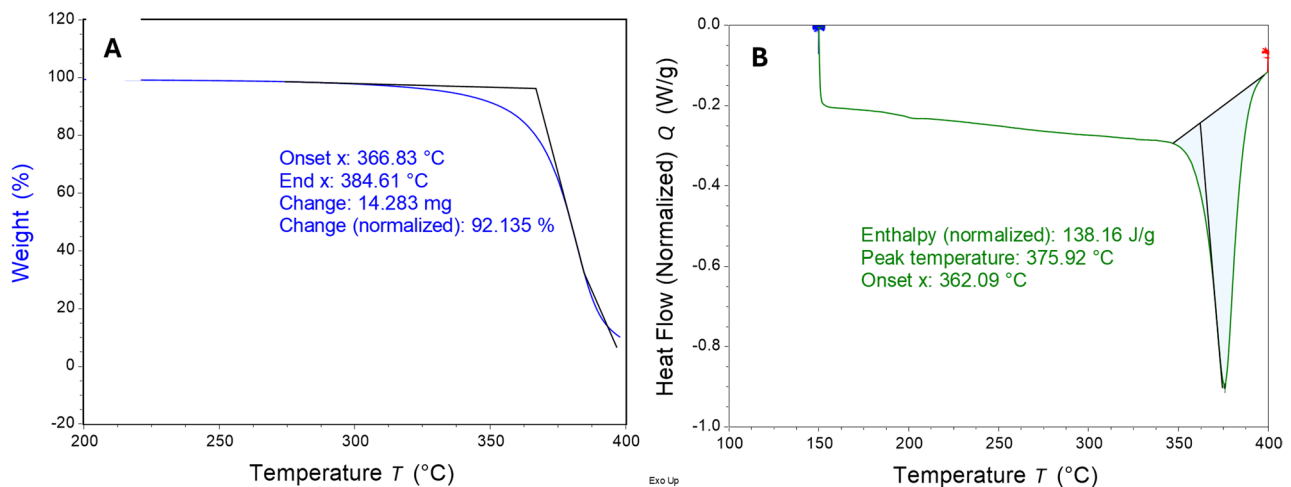 A
120
100
80
60
40
20
0
-20
Weight (%)
Onset x: 366.83 °C
End x: 384.61 °C
Change: 14.283 mg
Change (normalized): 92.135 %
200
250
300
350
400
Temperature T (°C)
Exo Up
B
0.0
-0.2
-0.4
-0.6
-0.8
-1.0
Heat Flow (Normalized) Q (W/g)
Enthalpy (normalized): 138.16 J/g
Peak temperature: 375.92 °C
Onset x: 362.09 °C
100
150
200
250
300
350
400
Temperature T (°C)